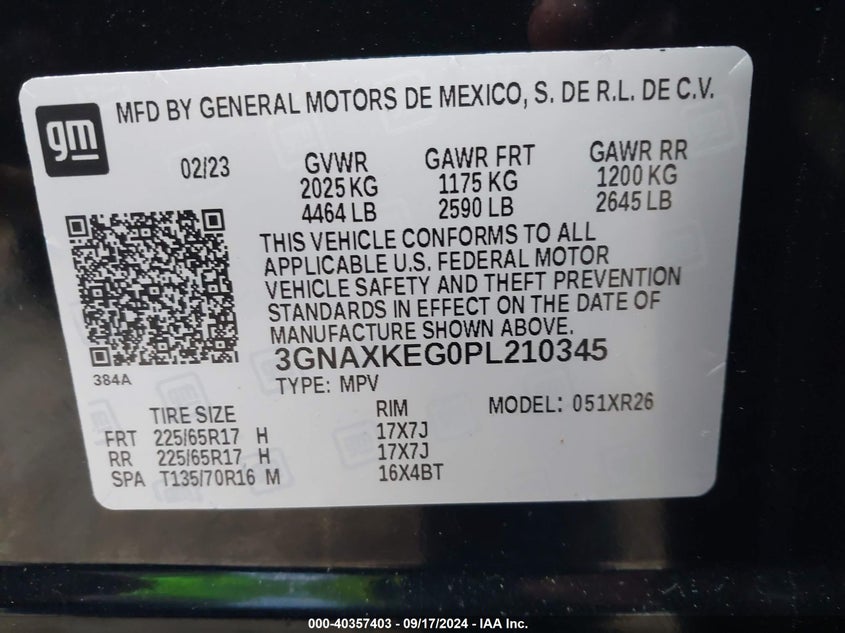 gm
MFD BY GENERAL MOTORS DE MEXICO, S. DE R.L. DE C.V.
02/23 GVWR GAWR FRT GAWR RR
2025 KG 1175 KG 1200 KG
4464 LB 2590 LB 2645 LB
THIS VEHICLE CONFORMS TO ALL
APPLICABLE U.S. FEDERAL MOTOR
VEHICLE SAFETY AND THEFT PREVENTION
STANDARDS IN EFFECT ON THE DATE OF
MANUFACTURE SHOWN ABOVE.
3GNAXKEG0PL210345
384A
TYPE: MPV
MODEL: 051XR26
TIRE SIZE RIM
FRT 225/65R17 H 17X7J
RR 225/65R17 H 17X7J
SPA T135/70R16 M 16X4BT
000-40357403 - 09/17/2024 - IAA Inc.